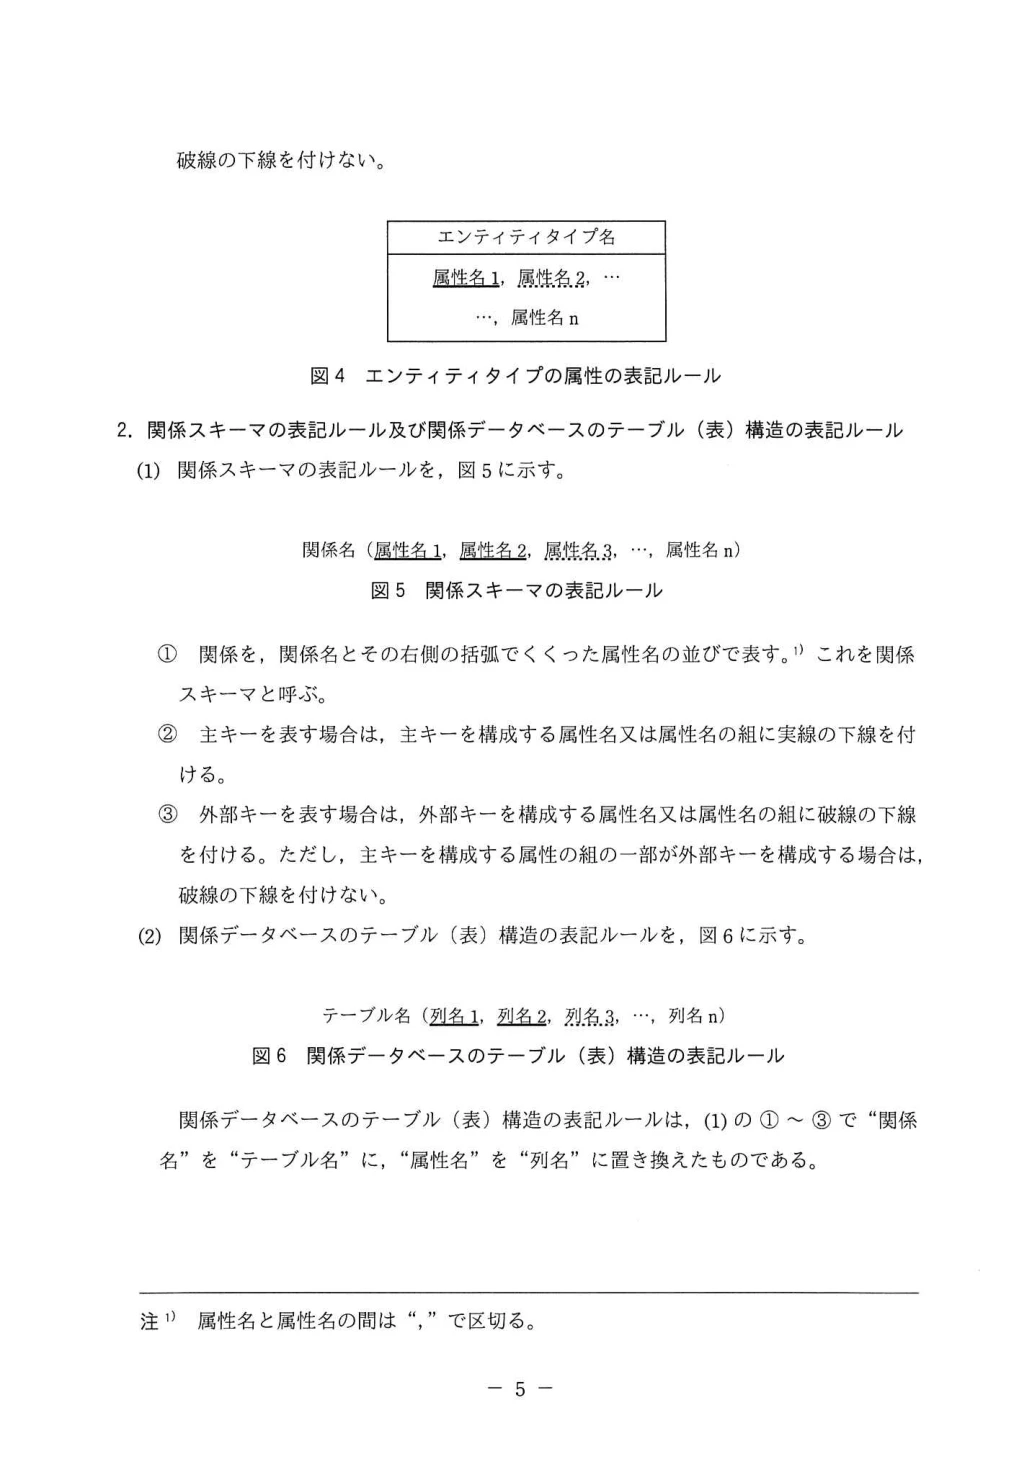 破線の下線を付けない。
エンティティタイプ名
属性名 1, 属性名 2, …
…, 属性名 n
図 4　エンティティタイプの属性の表記ルール
2. 関係スキーマの表記ルール及び関係データベースのテーブル（表）構造の表記ルール
(1) 関係スキーマの表記ルールを，図 5 に示す。
関係名（属性名 1, 属性名 2, 属性名 3, …, 属性名 n）
図 5　関係スキーマの表記ルール
①　関係を，関係名とその右側の括弧でくくった属性名の並びで表す。1) これを関係
スキーマと呼ぶ。
②　主キーを表す場合は，主キーを構成する属性名又は属性名の組に実線の下線を付
ける。
③　外部キーを表す場合は，外部キーを構成する属性名又は属性名の組に破線の下線
を付ける。ただし，主キーを構成する属性の組の一部が外部キーを構成する場合は，
破線の下線を付けない。
(2) 関係データベースのテーブル（表）構造の表記ルールを，図 6 に示す。
テーブル名（列名 1, 列名 2, 列名 3, …, 列名 n）
図 6　関係データベースのテーブル（表）構造の表記ルール
関係データベースのテーブル（表）構造の表記ルールは，(1) の ① ～ ③ で “関係
名” を “テーブル名” に，“属性名” を “列名” に置き換えたものである。
注 1)　属性名と属性名の間は “,” で区切る。
－ 5 －